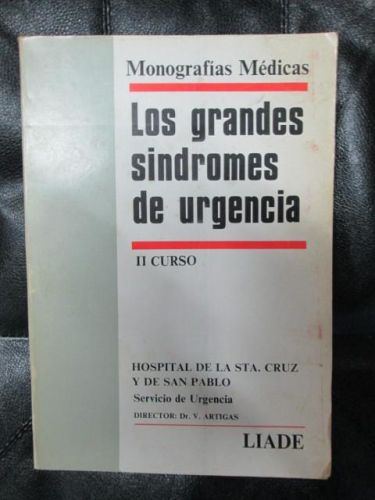 Monografías Médicas
Los grandes
sindromes
de urgencia
II CURSO
HOSPITAL DE LA STA. CRUZ
Y DE SAN PABLO
Servicio de Urgencia
DIRECTOR: Dr. V. ARTIGAS
LIADE